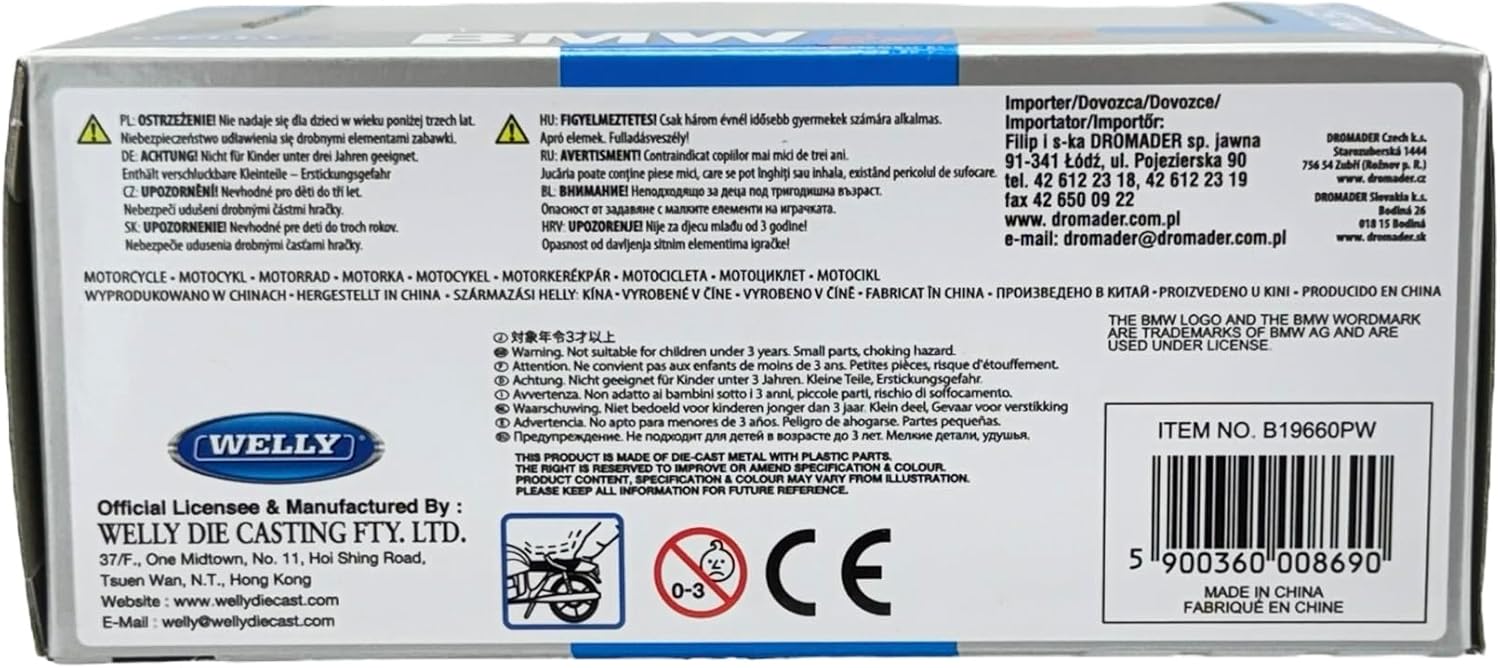 BMW
PL: OSTRZEŻENIE! Nie nadaje się dla dzieci w wieku poniżej trzech lat.
Niebezpieczeństwo udławienia się drobnymi elementami zabawki.
DE: ACHTUNG! Nicht für Kinder unter drei Jahren geeignet.
Enthält verschluckbare Kleinteile – Erstickungsgefahr
CZ: UPOZORNĚNÍ! Nevhodné pro děti do tří let.
Nebezpečí udušení drobnými částmi hračky.
SK: UPOZORNENIE! Nevhodné pre deti do troch rokov.
Nebezpečie udusenia drobnými časťami hračky.
HU: FIGYELMEZTETES! Csak három évnél idősebb gyermekek számára alkalmas.
Apró elemek. Fulladásveszély!
RU: AVERTISMENT! Contraindicat copiilor mai mici de trei ani.
Jucăria poate conține piese mici, care se pot înghiți sau inhala, existând pericolul de sufocare.
BL: ВНИМАНИЕ! Неподходящо за деца под тригодишна възраст.
Опасност от задавяне с малките елементи на играчката.
HRV: UPOZORENJE! Nije za djecu mlađu od 3 godine!
Opasnost od davljenja sitnim elementima igračke!
Importer/Dovozca/Dovozce/
Importator/Importőr:
Filip i s-ka DROMADER sp. jawna
91-341 Łódź, ul. Pojezierska 90
tel. 42 612 23 18, 42 612 23 19
fax 42 650 09 22
www. dromader.com.pl
e-mail: dromader@dromader.com.pl
DROMADER Czech k.s.
Starozuberská 1444
756 54 Zubří (Rožnov p. R.)
www. dromader.cz
DROMADER Slovakia k.s.
Bodiná 26
018 15 Bodiná
www. dromader.sk
MOTORCYCLE • MOTOCYKL • MOTORRAD • MOTORKA • MOTOCYKEL • MOTORKERÉKPÁR • MOTOCICLETA • МОТОЦИКЛЕТ • MOTOCIKL
WYPRODUKOWANO W CHINACH • HERGESTELLT IN CHINA • SZÁRMAZÁSI HELLY: KÍNA • VYROBENÉ V ČÍNE • VYROBENO V ČÍNĚ • FABRICAT ÎN CHINA • ПРОИЗВЕДЕНО В КИТАЙ • PROIZVEDENO U KINI • PRODUCIDO EN CHINA
THE BMW LOGO AND THE BMW WORDMARK
ARE TRADEMARKS OF BMW AG AND ARE
USED UNDER LICENSE.
Ⓙ 対象年令3才以上
GB Warning. Not suitable for children under 3 years. Small parts, choking hazard.
Ⓕ Attention. Ne convient pas aux enfants de moins de 3 ans. Petites pièces, risque d'étouffement.
Ⓓ Achtung. Nicht geeignet für Kinder unter 3 Jahren. Kleine Teile, Erstickungsgefahr.
Ⓘ Avvertenza. Non adatto ai bambini sotto i 3 anni, piccole parti, rischio di soffocamento.
Waarschuwing. Niet bedoeld voor kinderen jonger dan 3 jaar. Klein deel, Gevaar voor verstikking
Ⓔ Advertencia. No apto para menores de 3 años. Peligro de ahogarse. Partes pequeñas.
Предупреждение. Не подходит для детей в возрасте до 3 лет. Мелкие детали, удушья.
THIS PRODUCT IS MADE OF DIE-CAST METAL WITH PLASTIC PARTS.
THE RIGHT IS RESERVED TO IMPROVE OR AMEND SPECIFICATION & COLOUR.
PRODUCT CONTENT, SPECIFICATION & COLOUR MAY VARY FROM ILLUSTRATION.
PLEASE KEEP ALL INFORMATION FOR FUTURE REFERENCE.
WELLY
Official Licensee & Manufactured By :
WELLY DIE CASTING FTY. LTD.
37/F., One Midtown, No. 11, Hoi Shing Road,
Tsuen Wan, N.T., Hong Kong
Website : www.wellydiecast.com
E-Mail : welly@wellydiecast.com
0-3
CE
ITEM NO. B19660PW
5 900360 008690
MADE IN CHINA
FABRIQUÉ EN CHINE